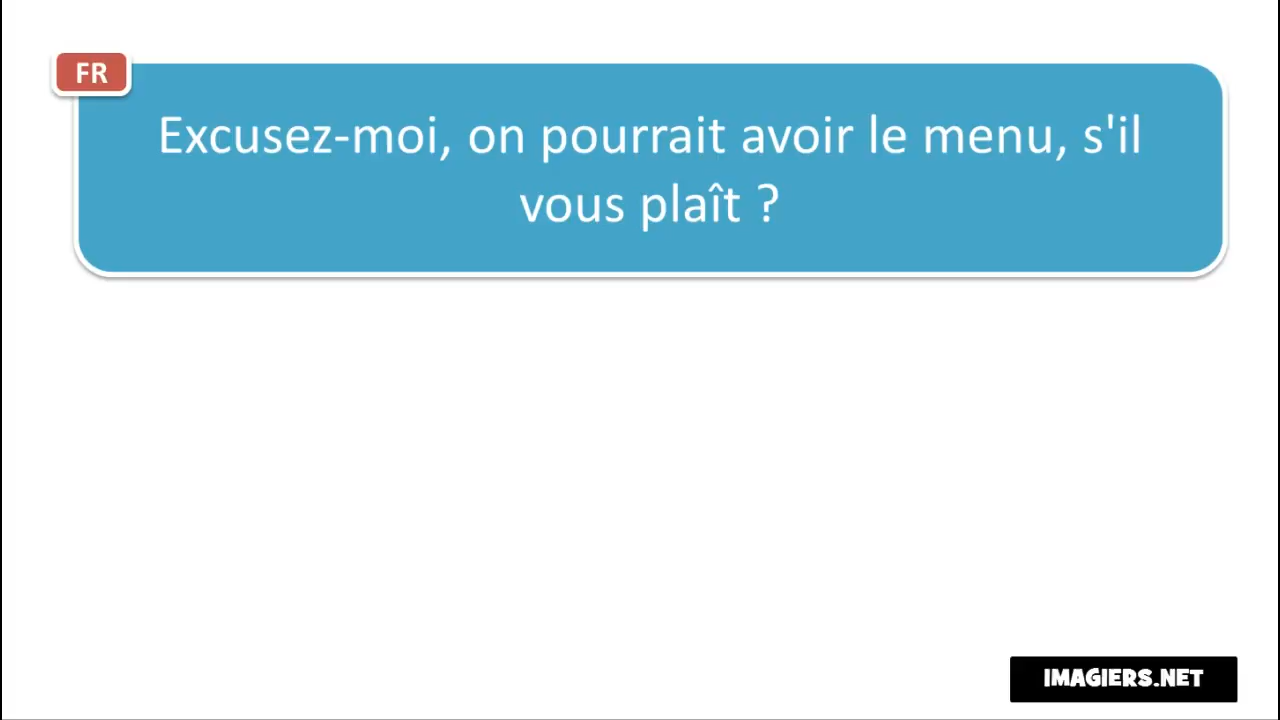 FR
Excusez-moi, on pourrait avoir le menu, s'il
vous plaît ?
IMAGIERS.NET